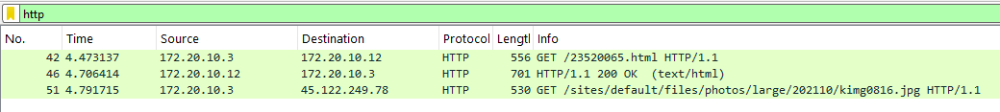 http
No. Time Source Destination Protocol Lengtl Info
42 4.473137 172.20.10.3 172.20.10.12 HTTP 556 GET /23520065.html HTTP/1.1
46 4.706414 172.20.10.12 172.20.10.3 HTTP 701 HTTP/1.1 200 OK (text/html)
51 4.791715 172.20.10.3 45.122.249.78 HTTP 530 GET /sites/default/files/photos/large/202110/kimg0816.jpg HTTP/1.1